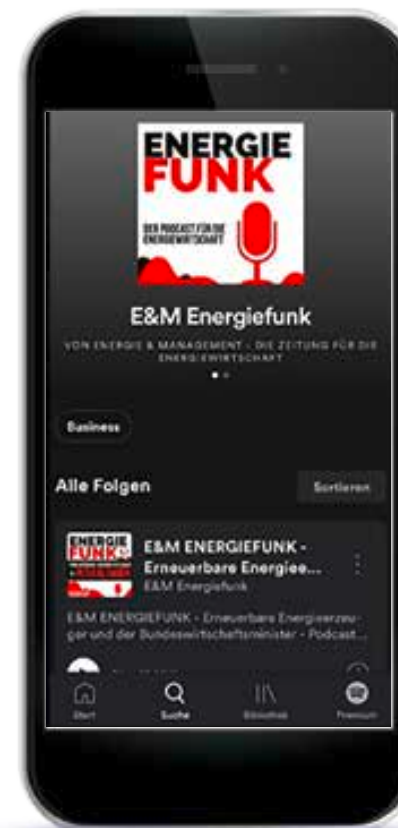 ENERGIE
FUNK
DER PODCAST FÜR DIE
ENERGIEWIRTSCHAFT
E&M Energiefunk
VON ENERGIE & MANAGEMENT - DIE ZEITUNG FÜR DIE
ENERGIEWIRTSCHAFT
Business
Alle Folgen
Sortieren
ENERGIE
FUNK
E&M ENERGIEFUNK -
Erneuerbare Energiee...
E&M Energiefunk
E&M ENERGIEFUNK - Erneuerbare Energieerzeu-
ger und der Bundeswirtschaftsminister - Podcast...
Start
Suche
Bibliothek
Premium